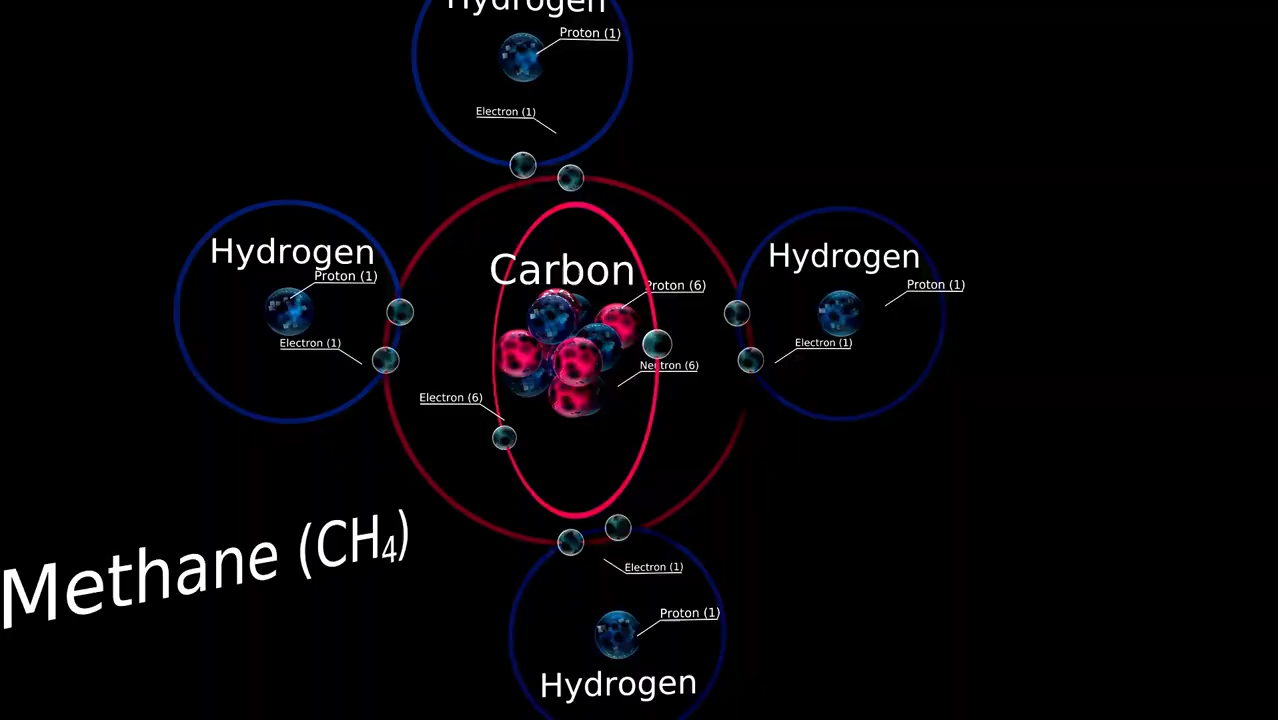 Hydrogen
Proton (1)
Electron (1)
Hydrogen
Proton (1)
Electron (1)
Carbon
Proton (6)
Neutron (6)
Electron (6)
Hydrogen
Proton (1)
Electron (1)
Methane (CH₄)
Electron (1)
Proton (1)
Hydrogen